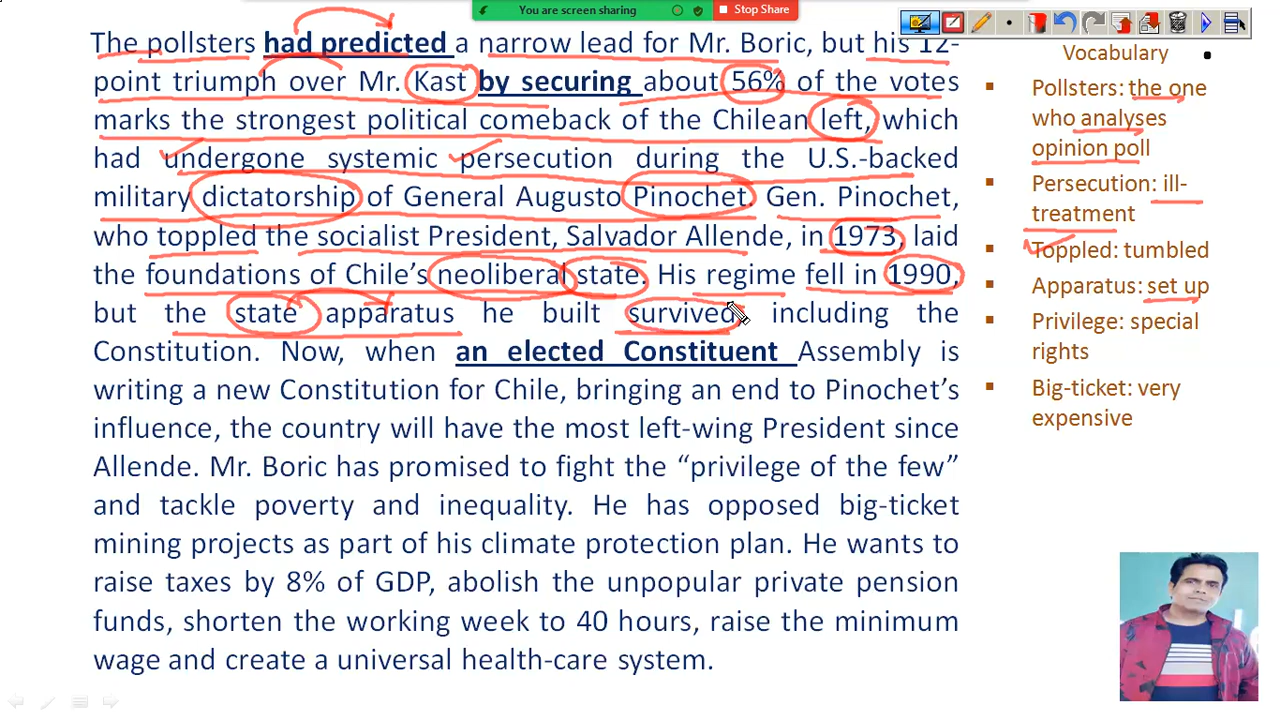 You are screen sharing
Stop Share
The pollsters had predicted a narrow lead for Mr. Boric, but his 12-
point triumph over Mr. Kast by securing about 56% of the votes
marks the strongest political comeback of the Chilean left, which
had undergone systemic persecution during the U.S.-backed
military dictatorship of General Augusto Pinochet. Gen. Pinochet,
who toppled the socialist President, Salvador Allende, in 1973, laid
the foundations of Chile’s neoliberal state. His regime fell in 1990,
but the state apparatus he built survived, including the
Constitution. Now, when an elected Constituent Assembly is
writing a new Constitution for Chile, bringing an end to Pinochet’s
influence, the country will have the most left-wing President since
Allende. Mr. Boric has promised to fight the “privilege of the few”
and tackle poverty and inequality. He has opposed big-ticket
mining projects as part of his climate protection plan. He wants to
raise taxes by 8% of GDP, abolish the unpopular private pension
funds, shorten the working week to 40 hours, raise the minimum
wage and create a universal health-care system.
Vocabulary
Pollsters: the one
who analyses
opinion poll
Persecution: ill-
treatment
Toppled: tumbled
Apparatus: set up
Privilege: special
rights
Big-ticket: very
expensive